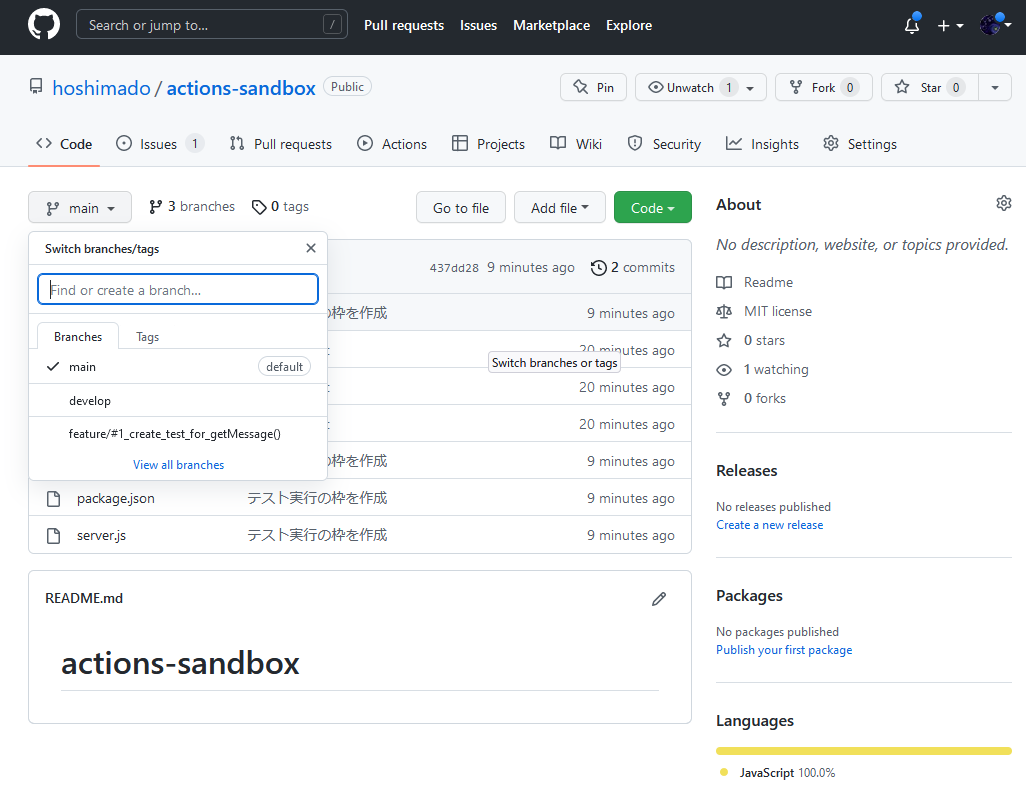 Search or jump to... / Pull requests Issues Marketplace Explore
hoshimado / actions-sandbox Public Pin Unwatch 1 Fork 0 Star 0
Code Issues 1 Pull requests Actions Projects Wiki Security Insights Settings
main 3 branches 0 tags Go to file Add file Code
Switch branches/tags
Find or create a branch...
Branches Tags
main default
develop
feature/#1_create_test_for_getMessage()
View all branches
437dd28 9 minutes ago 2 commits
の枠を作成 9 minutes ago
20 minutes ago
Switch branches or tags
20 minutes ago
20 minutes ago
の枠を作成 9 minutes ago
package.json テスト実行の枠を作成 9 minutes ago
server.js テスト実行の枠を作成 9 minutes ago
README.md
actions-sandbox
About
No description, website, or topics provided.
Readme
MIT license
0 stars
1 watching
0 forks
Releases
No releases published
Create a new release
Packages
No packages published
Publish your first package
Languages
JavaScript 100.0%